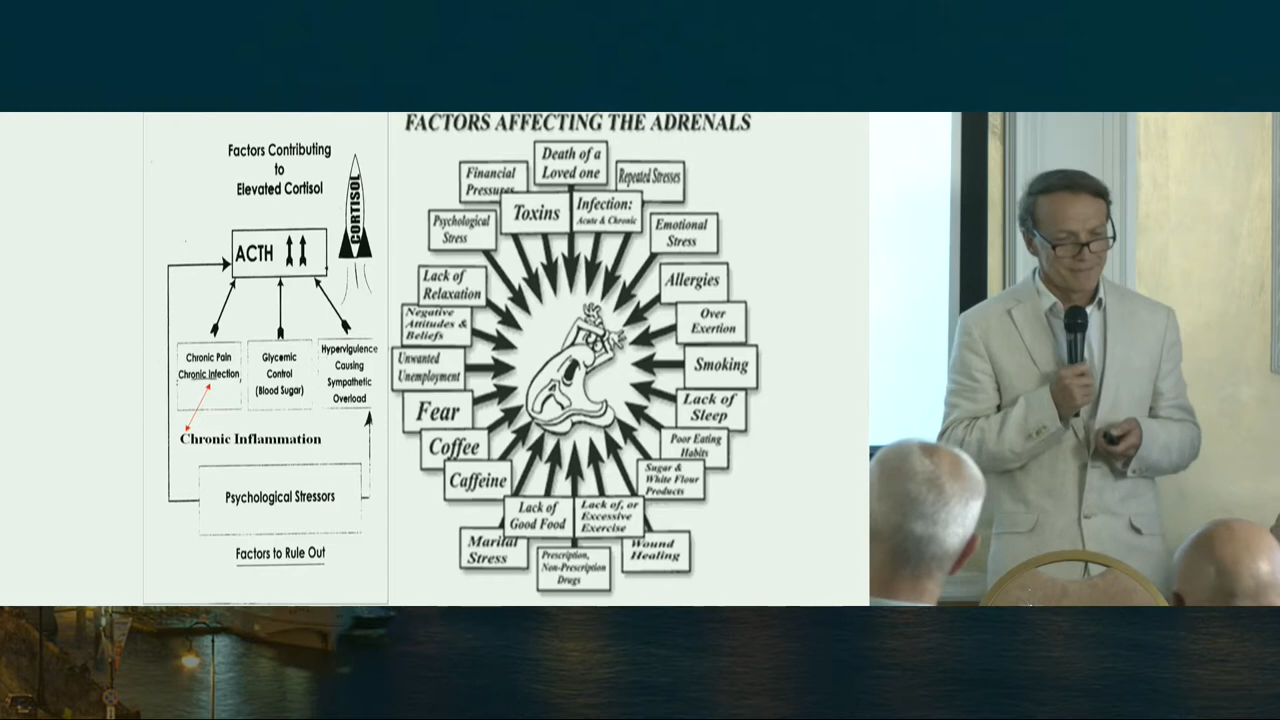 Factors Contributing
to
Elevated Cortisol
CORTISOL
ACTH
Chronic Pain
Chronic Infection
Glycemic
Control
(Blood Sugar)
Hypervigulence
Causing
Sympathetic
Overload
Chronic Inflammation
Psychological Stressors
Factors to Rule Out
FACTORS AFFECTING THE ADRENALS
Death of a
Loved one
Financial
Pressures
Repeated Stresses
Toxins
Infection:
Acute & Chronic
Psychological
Stress
Emotional
Stress
Lack of
Relaxation
Allergies
Negative
Attitudes &
Beliefs
Over
Exertion
Unwanted
Unemployment
Smoking
Fear
Lack of
Sleep
Coffee
Poor Eating
Habits
Caffeine
Sugar &
White Flour
Products
Lack of
Good Food
Lack of, or
Excessive
Exercise
Marital
Stress
Prescription,
Non-Prescription
Drugs
Wound
Healing